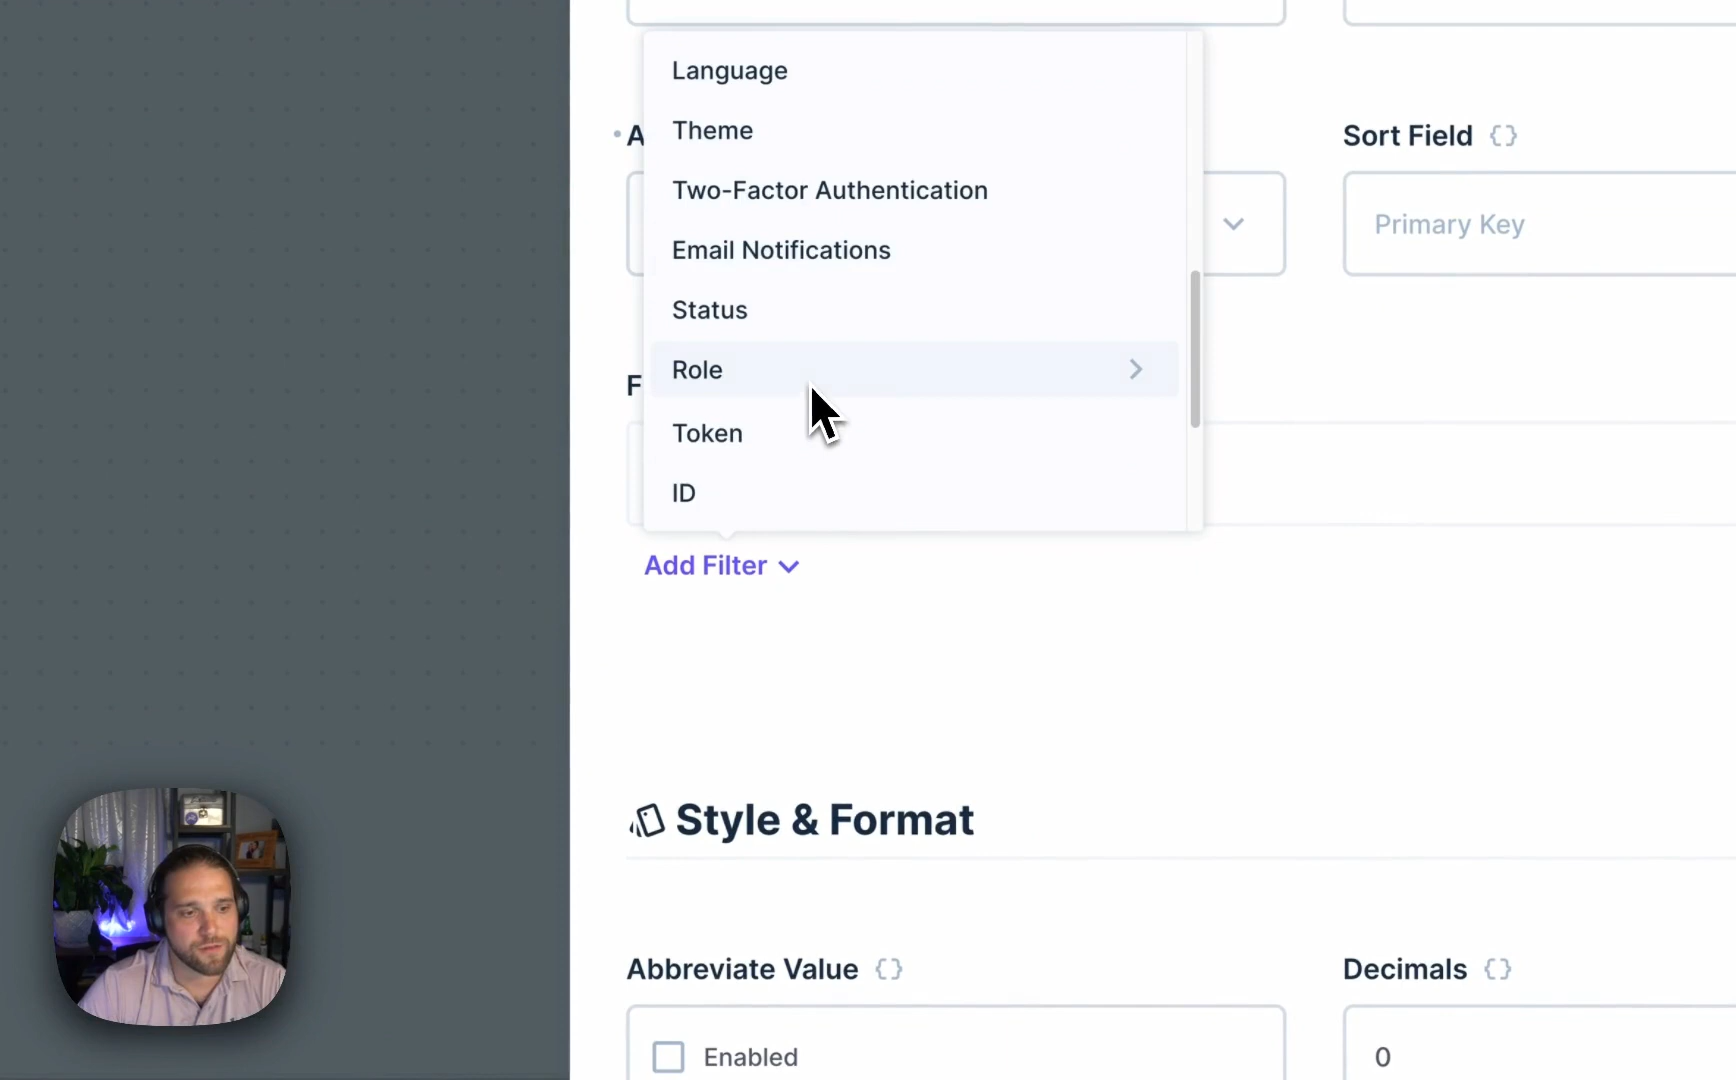 Language
Theme
Two-Factor Authentication
Email Notifications
Status
Role
Token
ID
A
Sort Field {}
Primary Key
F
Add Filter
Style & Format
Abbreviate Value {}
Decimals {}
Enabled
0